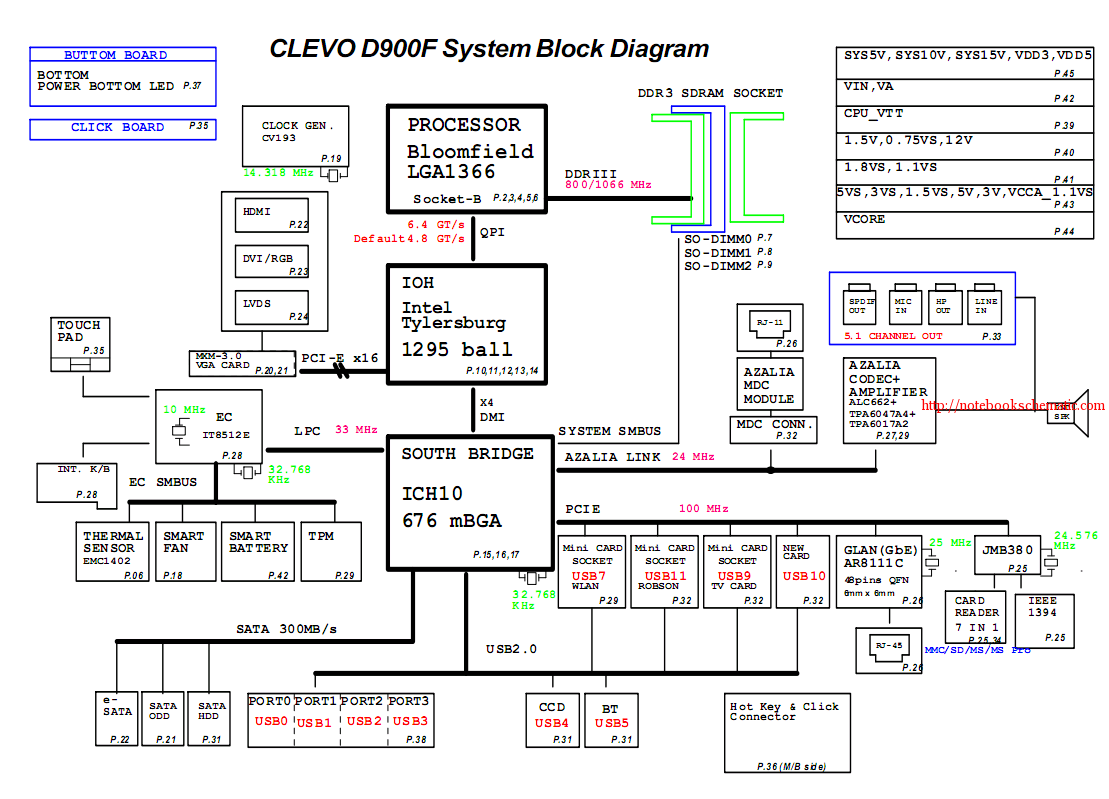 CLEVO D900F System Block Diagram
BUTTOM BOARD
BOTTOM
POWER BOTTOM LED P.37
CLICK BOARD P.35
CLOCK GEN.
CV193
P.19
14.318 MHz
PROCESSOR
Bloomfield
LGA1366
Socket-B P.2,3,4,5,6
DDR3 SDRAM SOCKET
DDRIII
800/1066 MHz
SO-DIMM0 P.7
SO-DIMM1 P.8
SO-DIMM2 P.9
SYS5V,SYS10V,SYS15V,VDD3,VDD5
P.45
VIN,VA
P.42
CPU_VTT
P.39
1.5V,0.75VS,12V
P.40
1.8VS,1.1VS
P.41
5VS,3VS,1.5VS,5V,3V,VCCA_1.1VS
P.43
VCORE
P.44
HDMI
P.22
DVI/RGB
P.23
LVDS
P.24
6.4 GT/s
Default4.8 GT/s
QPI
IOH
Intel
Tylersburg
1295 ball
P.10,11,12,13,14
MXM-3.0
VGA CARD
P.20,21
PCI-E x16
X4
DMI
TOUCH
PAD
P.35
10 MHz
EC
IT8512E
P.28
32.768
KHz
LPC 33 MHz
INT. K/B
P.28
EC SMBUS
THERMAL
SENSOR
EMC1402
P.06
SMART
FAN
P.18
SMART
BATTERY
P.42
TPM
P.29
SOUTH BRIDGE
ICH10
676 mBGA
P.15,16,17
32.768
KHz
SYSTEM SMBUS
AZALIA LINK 24 MHz
RJ-11
P.26
AZALIA
MDC
MODULE
MDC CONN.
P.32
SPDIF
OUT
MIC
IN
HP
OUT
LINE
IN
5.1 CHANNEL OUT
P.33
AZALIA
CODEC+
AMPLIFIER
ALC662+
TPA6047A4+
TPA6017A2
P.27,29
http://notebookschematic.com
SPK
PCIE 100 MHz
Mini CARD
SOCKET
USB7
WLAN
P.29
Mini CARD
SOCKET
USB11
ROBSON
P.32
Mini CARD
SOCKET
USB9
TV CARD
P.32
NEW
CARD
USB10
P.32
GLAN(GbE)
AR8111C
48pins QFN
6mm x 6mm
P.26
25 MHz
RJ-45
P.26
JMB380
P.25
24.576
MHz
CARD
READER
7 IN 1
P.25,34
MMC/SD/MS/MS Pro
IEEE
1394
P.25
SATA 300MB/s
USB2.0
e-
SATA
P.22
SATA
ODD
P.21
SATA
HDD
P.31
PORT0 PORT1 PORT2 PORT3
USB0 USB1 USB2 USB3
P.38
CCD
USB4
P.31
BT
USB5
P.31
Hot Key & Click
Connector
P.36 (M/B side)